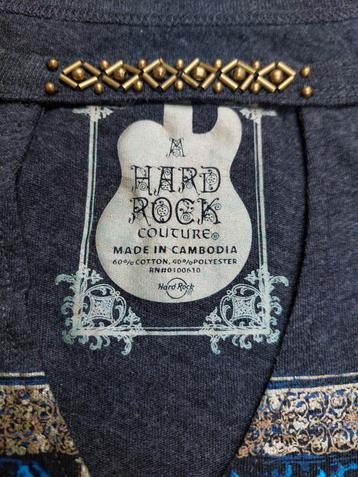 A
HARD
ROCK
COUTURE®
MADE IN CAMBODIA
60% COTTON, 40% POLYESTER
RN#0100610
Hard Rock